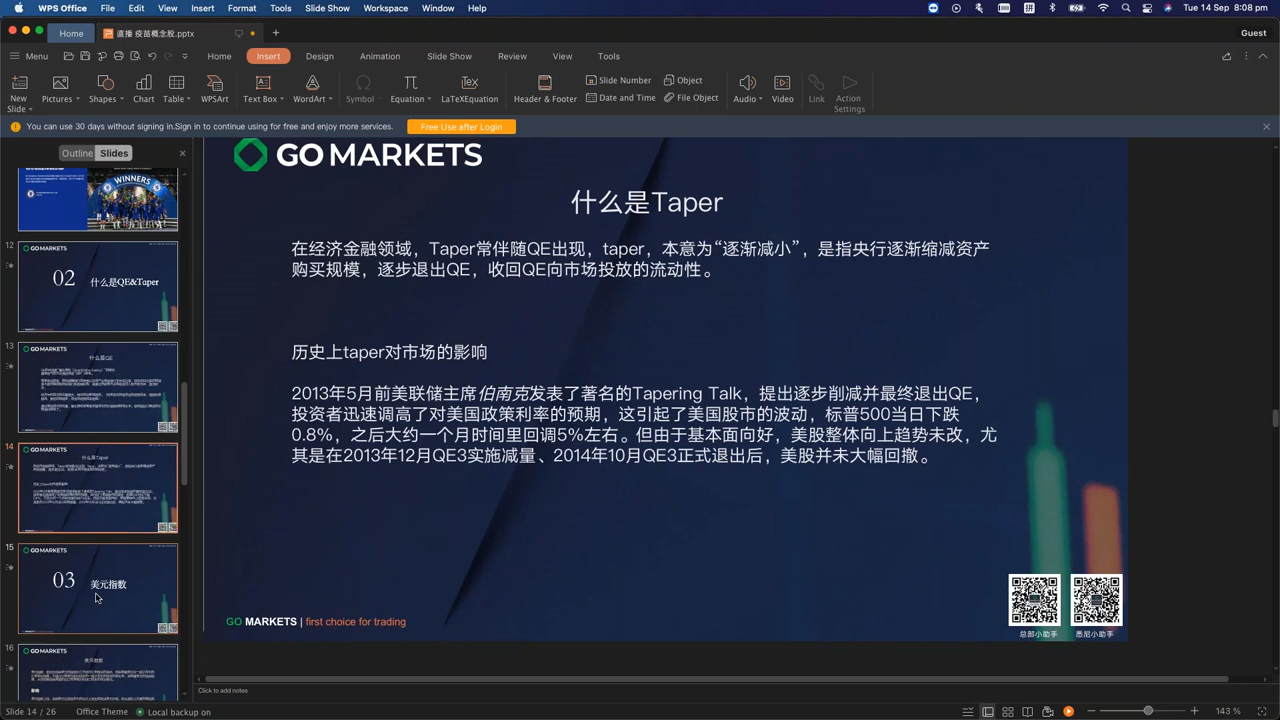 WPS Office File Edit View Insert Format Tools Workspace Window Help
Tue 14 Sep 8:08 pm
Home
直播 疫苗概念股.pptx
Guest
Menu
Home Insert Design Animation Slide Show Review View Tools
New Slide
Pictures
Shapes
Chart
Table
WPSArt
Text Box
WordArt
Symbol
Equation
LaTeXEquation
Header & Footer
Slide Number
Date and Time
Object
File Object
Audio
Video
Link
Action Settings
You can use 30 days without signing in.Sign in to continue using for free and enjoy more services.
Free Use after Login
Outline Slides
WINNERS
12
GO MARKETS
02 什么是QE&Taper
13
GO MARKETS
什么是QE
14
GO MARKETS
什么是Taper
15
GO MARKETS
03 美元指数
16
GO MARKETS
美元指数
GO MARKETS
什么是Taper
在经济金融领域，Taper常伴随QE出现，taper，本意为“逐渐减小”，是指央行逐渐缩减资产
购买规模，逐步退出QE，收回QE向市场投放的流动性。
历史上taper对市场的影响
2013年5月前美联储主席伯南克发表了著名的Tapering Talk，提出逐步削减并最终退出QE，
投资者迅速调高了对美国政策利率的预期，这引起了美国股市的波动，标普500当日下跌
0.8%，之后大约一个月时间里回调5%左右。但由于基本面向好，美股整体向上趋势未改，尤
其是在2013年12月QE3实施减量、2014年10月QE3正式退出后，美股并未大幅回撤。
GO MARKETS | first choice for trading
总部小助手 悉尼小助手
Click to add notes
Slide 14 / 26 Office Theme Local backup on
143 %